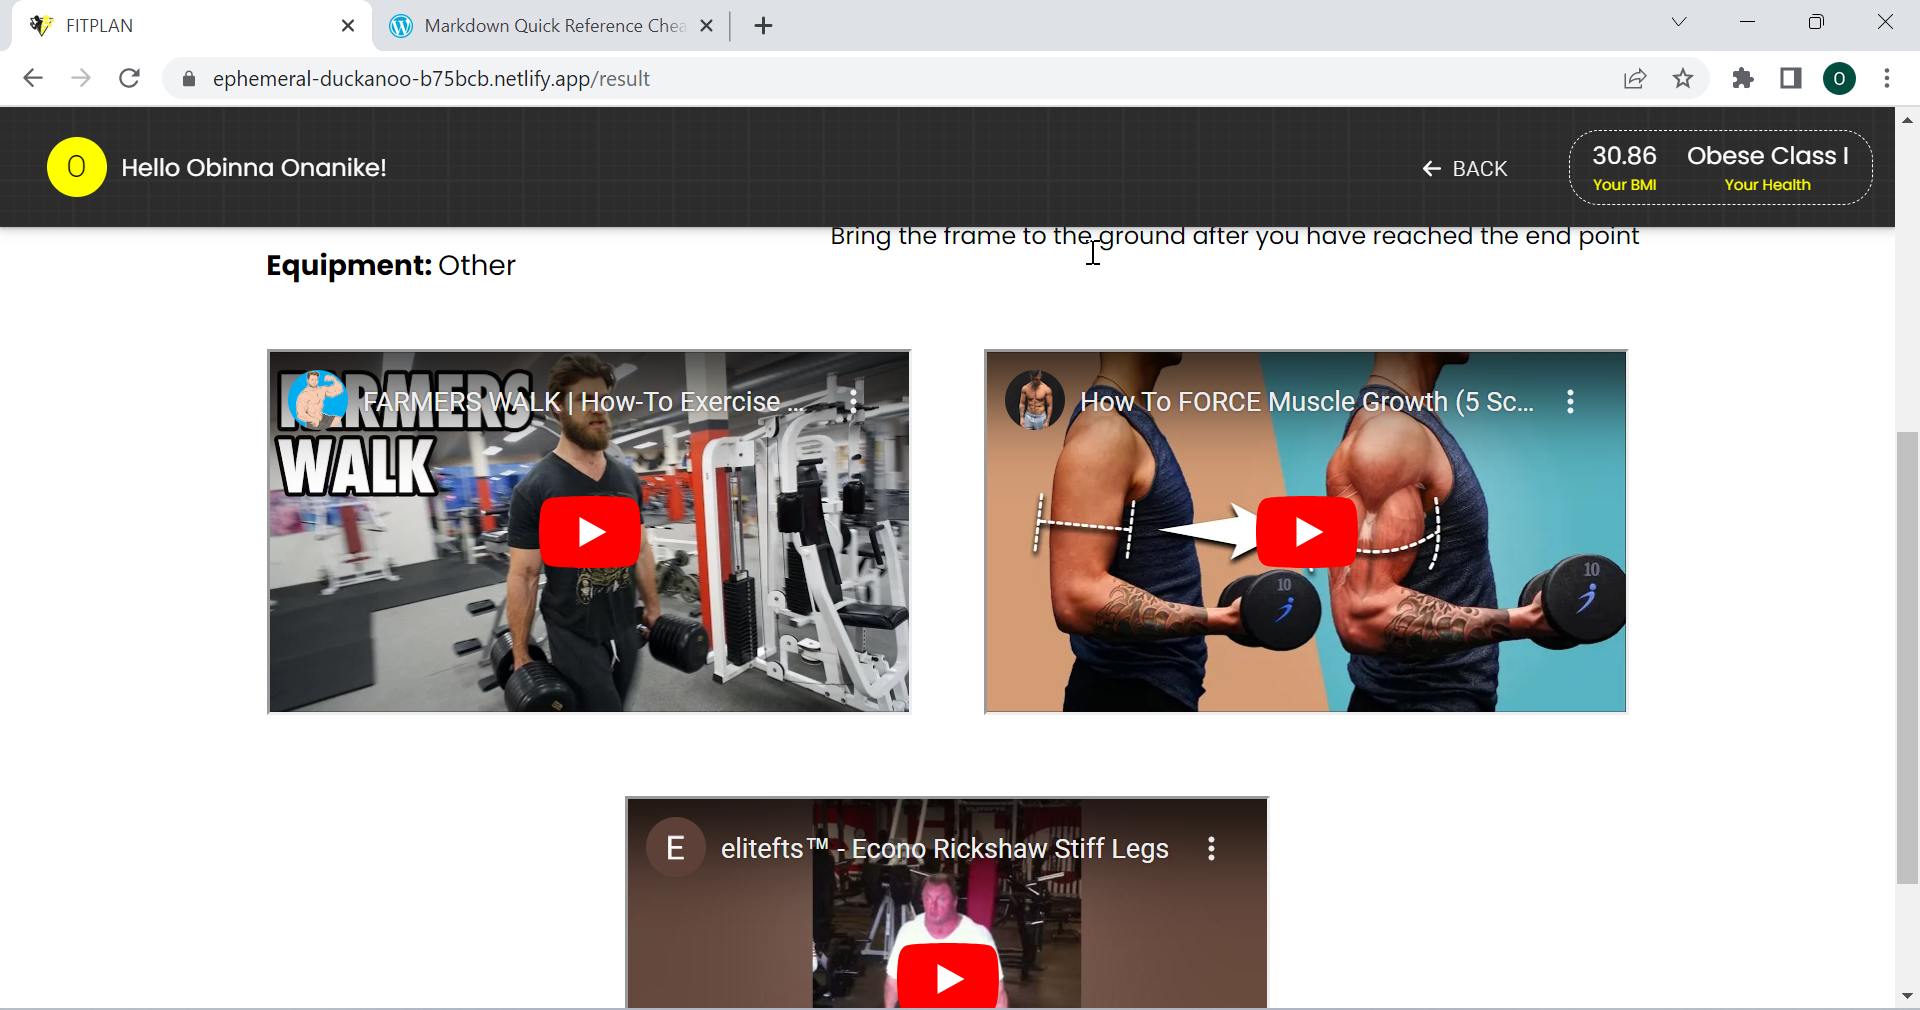 FITPLAN
Markdown Quick Reference Chea
ephemeral-duckanoo-b75bcb.netlify.app/result
O
O
Hello Obinna Onanike!
BACK
30.86
Your BMI
Obese Class I
Your Health
Bring the frame to the ground after you have reached the end point
Equipment: Other
FARMERS
WALK
FARMERS WALK | How-To Exercise ...
How To FORCE Muscle Growth (5 Sc...
10
10
E
elitefts™ - Econo Rickshaw Stiff Legs